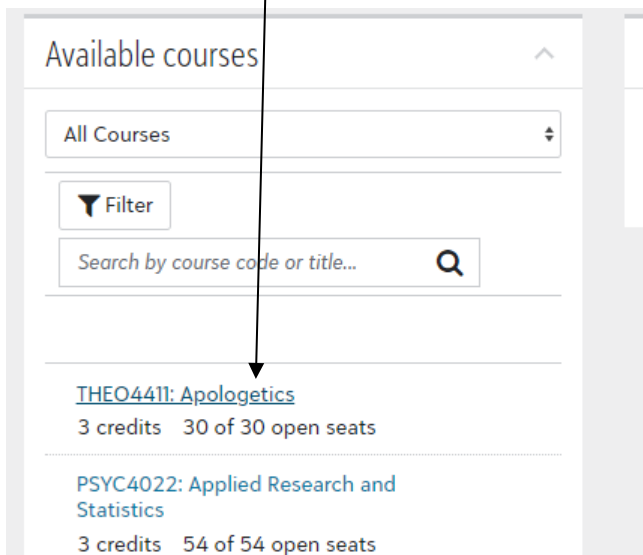 Available courses
All Courses
Filter
Search by course code or title...
THEO4411: Apologetics
3 credits 30 of 30 open seats
PSYC4022: Applied Research and
Statistics
3 credits 54 of 54 open seats